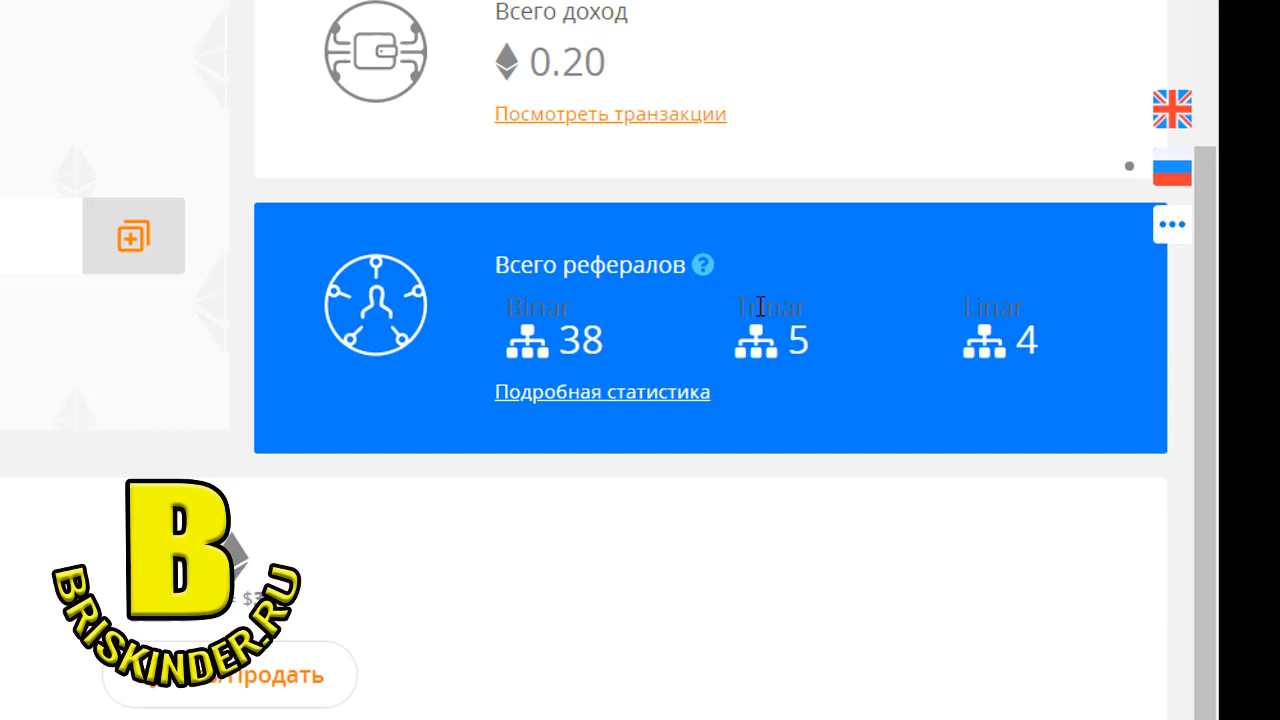 Всего доход
0.20
Посмотреть транзакции
Всего рефералов ?
Binar Trinar Linar
38 5 4
Подробная статистика
B
BRISKINDER.RU
Продать